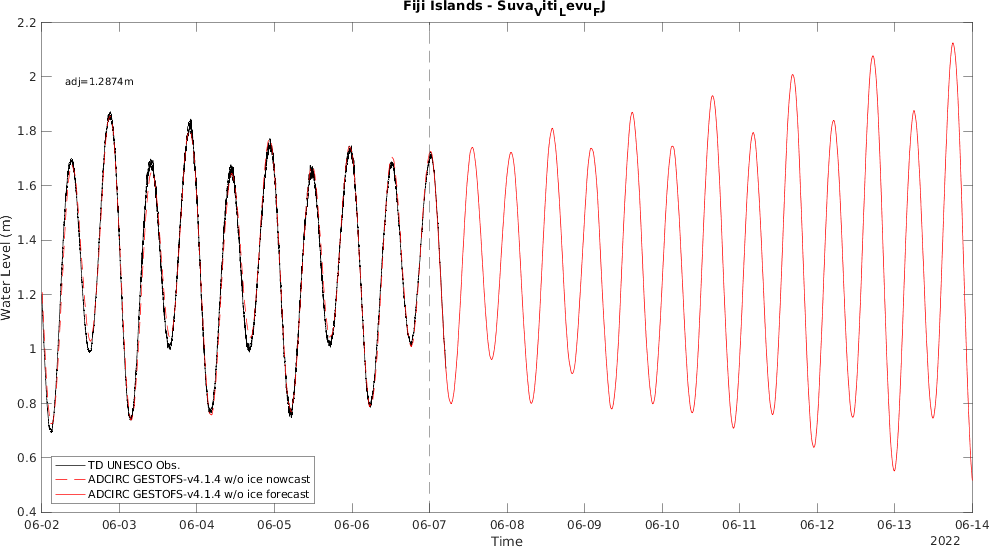 Fiji Islands - Suva_Viti_Levu_FJ
2.2
2
1.8
1.6
1.4
1.2
1
0.8
0.6
0.4
Water Level (m)
adj=1.2874m
TD UNESCO Obs.
ADCIRC GESTOFS-v4.1.4 w/o ice nowcast
ADCIRC GESTOFS-v4.1.4 w/o ice forecast
06-02 06-03 06-04 06-05 06-06 06-07 06-08 06-09 06-10 06-11 06-12 06-13 06-14
Time
2022